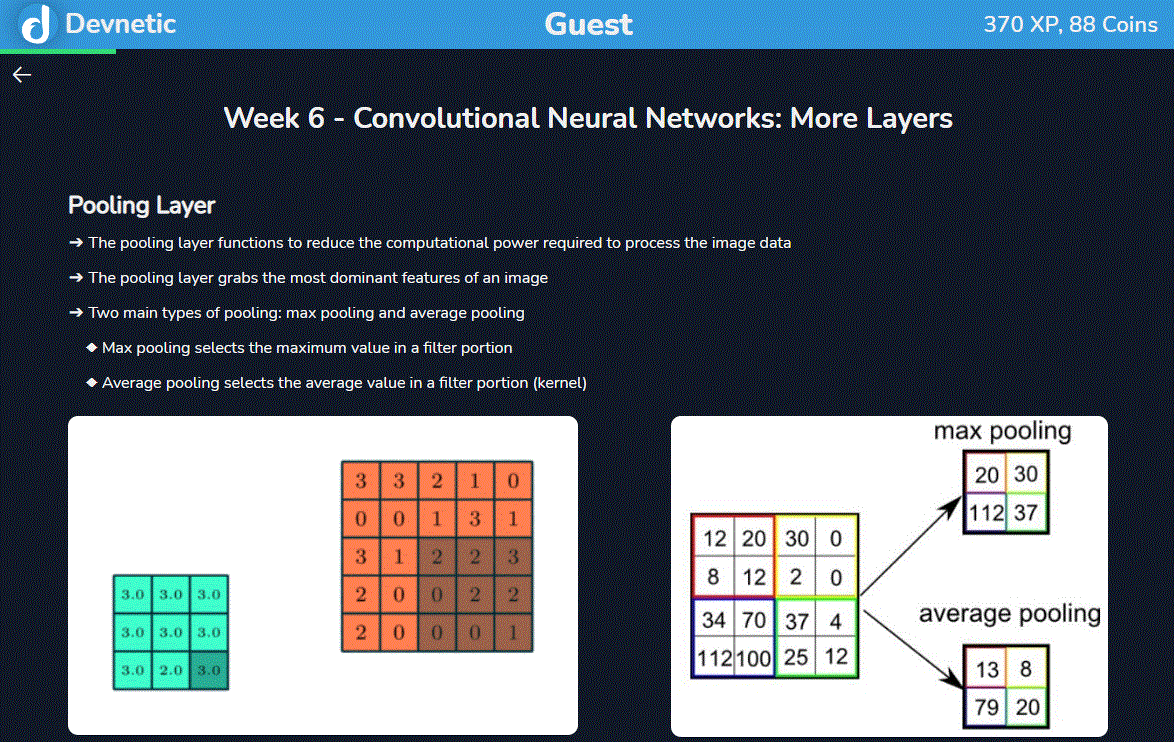 Devnetic
Guest
370 XP, 88 Coins
←
Week 6 - Convolutional Neural Networks: More Layers
Pooling Layer
➔ The pooling layer functions to reduce the computational power required to process the image data
➔ The pooling layer grabs the most dominant features of an image
➔ Two main types of pooling: max pooling and average pooling
◆ Max pooling selects the maximum value in a filter portion
◆ Average pooling selects the average value in a filter portion (kernel)
3.0 3.0 3.0
3.0 3.0 3.0
3.0 2.0 3.0
3 3 2 1 0
0 0 1 3 1
3 1 2 2 3
2 0 0 2 2
2 0 0 0 1
12 20 30 0
8 12 2 0
34 70 37 4
112 100 25 12
max pooling
20 30
112 37
average pooling
13 8
79 20